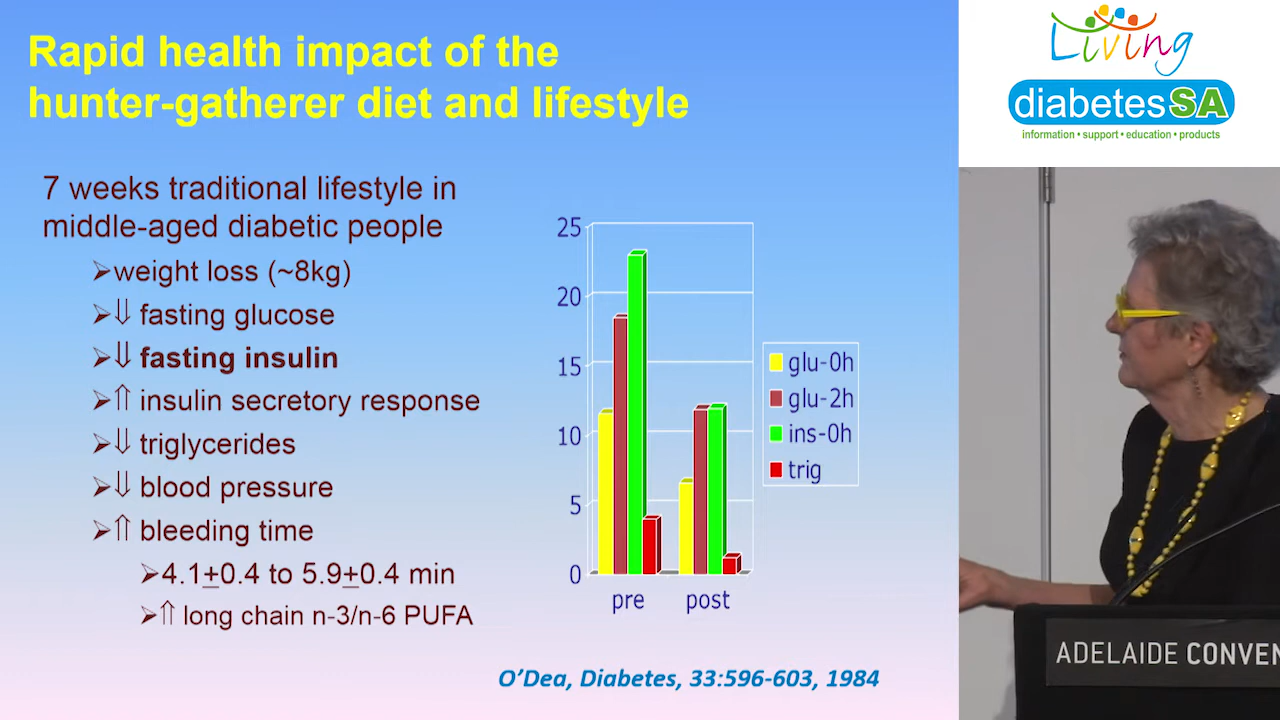 Rapid health impact of the
hunter-gatherer diet and lifestyle
7 weeks traditional lifestyle in
middle-aged diabetic people
➢weight loss (~8kg)
➢⇓ fasting glucose
➢⇓ fasting insulin
➢⇑ insulin secretory response
➢⇓ triglycerides
➢⇓ blood pressure
➢⇑ bleeding time
➢4.1±0.4 to 5.9±0.4 min
➢⇑ long chain n-3/n-6 PUFA
25
20
15
10
5
0
pre post
glu-0h
glu-2h
ins-0h
trig
O’Dea, Diabetes, 33:596-603, 1984
Living
diabetesSA
information • support • education • products
ADELAIDE CONVEN